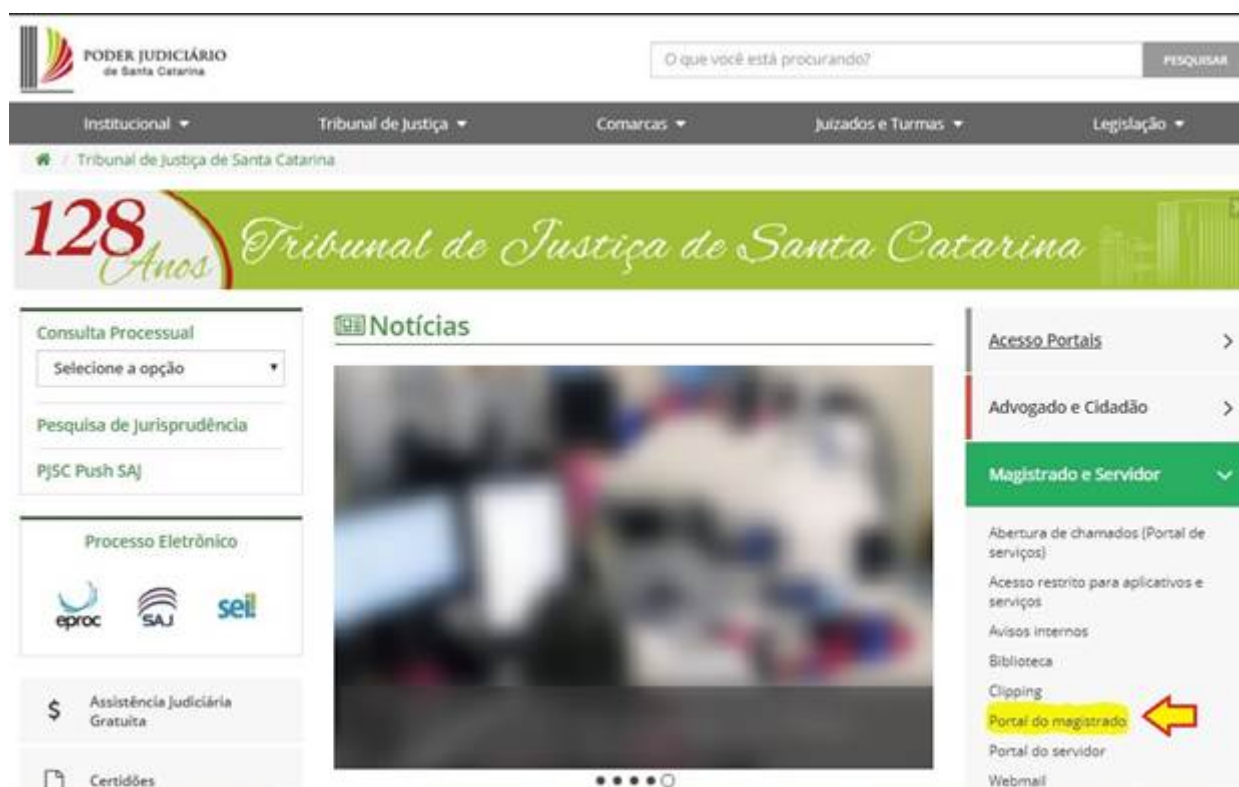 PODER JUDICIÁRIO
de Santa Catarina
O que você está procurando?
PESQUISAR
Institucional
Tribunal de Justiça
Comarcas
Juizados e Turmas
Legislação
/ Tribunal de Justiça de Santa Catarina
128
Anos
Tribunal de Justiça de Santa Catarina
Consulta Processual
Selecione a opção
Pesquisa de Jurisprudência
PJSC Push SAJ
Processo Eletrônico
eproc
SAJ
sei!
$ Assistência Judiciária
Gratuita
Certidões
Notícias
Acesso Portais
Advogado e Cidadão
Magistrado e Servidor
Abertura de chamados (Portal de
serviços)
Acesso restrito para aplicativos e
serviços
Avisos internos
Biblioteca
Clipping
Portal do magistrado
Portal do servidor
Webmail